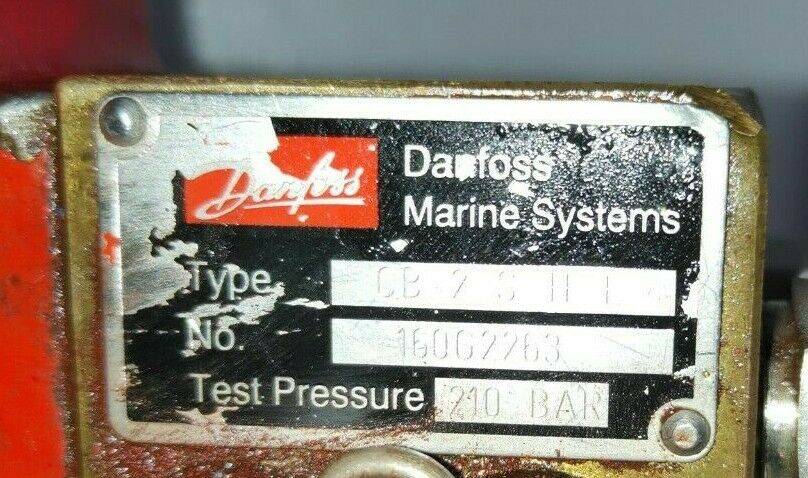 Danfoss
Danfoss
Marine Systems
Type CB 2 S
No. 160G2263
Test Pressure 210 BAR